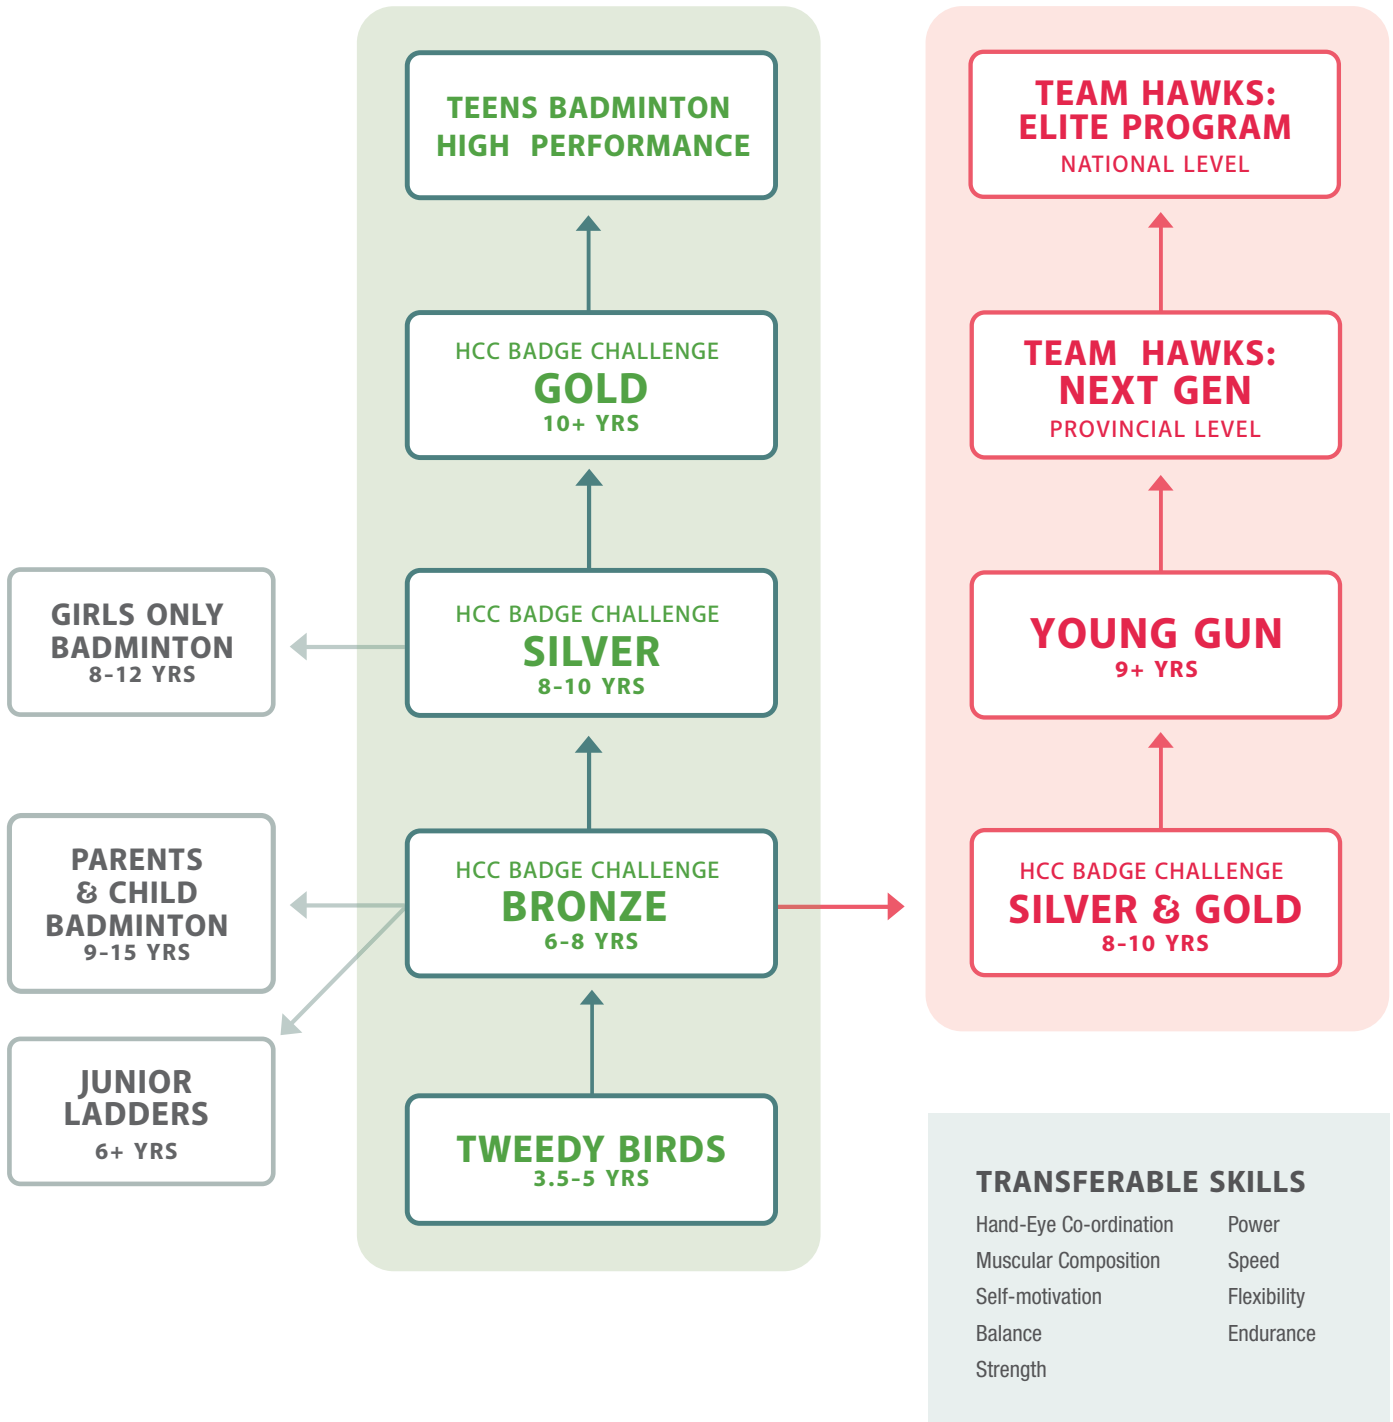 TEENS BADMINTON
HIGH PERFORMANCE
HCC BADGE CHALLENGE
GOLD
10+ YRS
HCC BADGE CHALLENGE
SILVER
8-10 YRS
HCC BADGE CHALLENGE
BRONZE
6-8 YRS
TWEEDY BIRDS
3.5-5 YRS
GIRLS ONLY
BADMINTON
8-12 YRS
PARENTS
& CHILD
BADMINTON
9-15 YRS
JUNIOR
LADDERS
6+ YRS
TEAM HAWKS:
ELITE PROGRAM
NATIONAL LEVEL
TEAM HAWKS:
NEXT GEN
PROVINCIAL LEVEL
YOUNG GUN
9+ YRS
HCC BADGE CHALLENGE
SILVER & GOLD
8-10 YRS
TRANSFERABLE SKILLS
Hand-Eye Co-ordination
Muscular Composition
Self-motivation
Balance
Strength
Power
Speed
Flexibility
Endurance